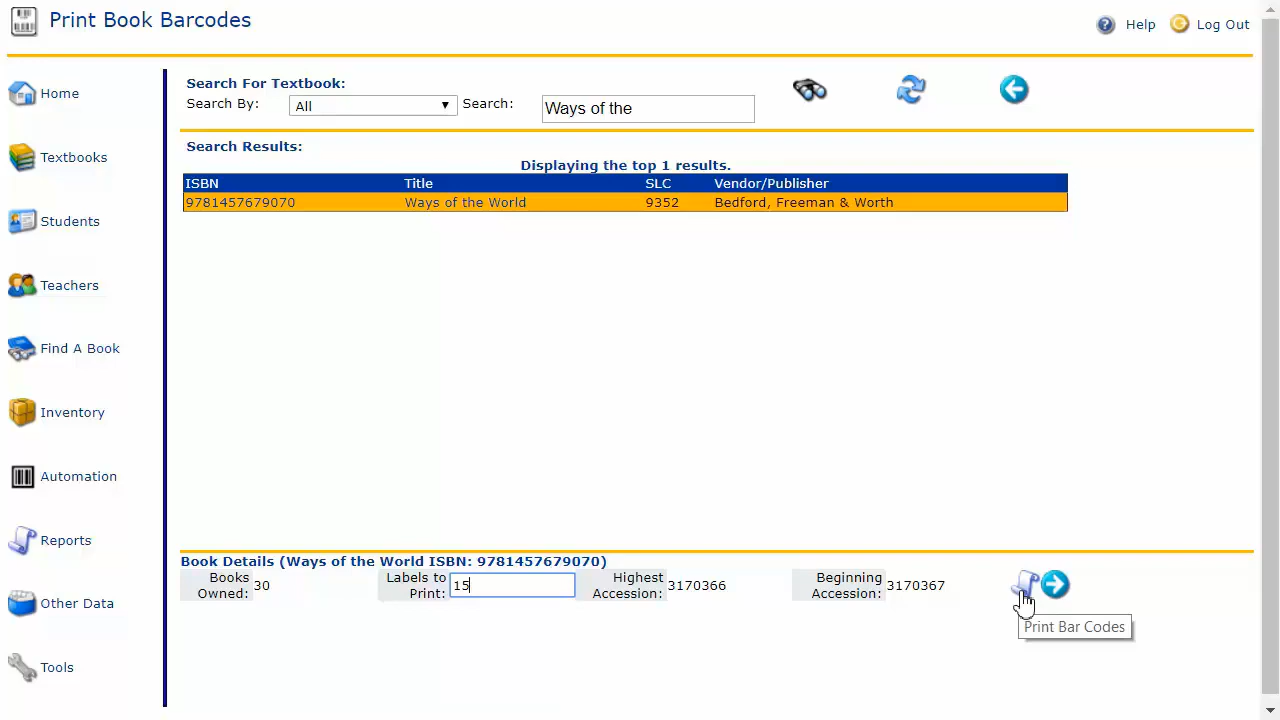 Print Book Barcodes
Help
Log Out
Home
Textbooks
Students
Teachers
Find A Book
Inventory
Automation
Reports
Other Data
Tools
Search For Textbook:
Search By: All Search: Ways of the
Search Results:
Displaying the top 1 results.
ISBN Title SLC Vendor/Publisher
9781457679070 Ways of the World 9352 Bedford, Freeman & Worth
Book Details (Ways of the World ISBN: 9781457679070)
Books Owned: 30
Labels to Print: 15
Highest Accession: 3170366
Beginning Accession: 3170367
Print Bar Codes